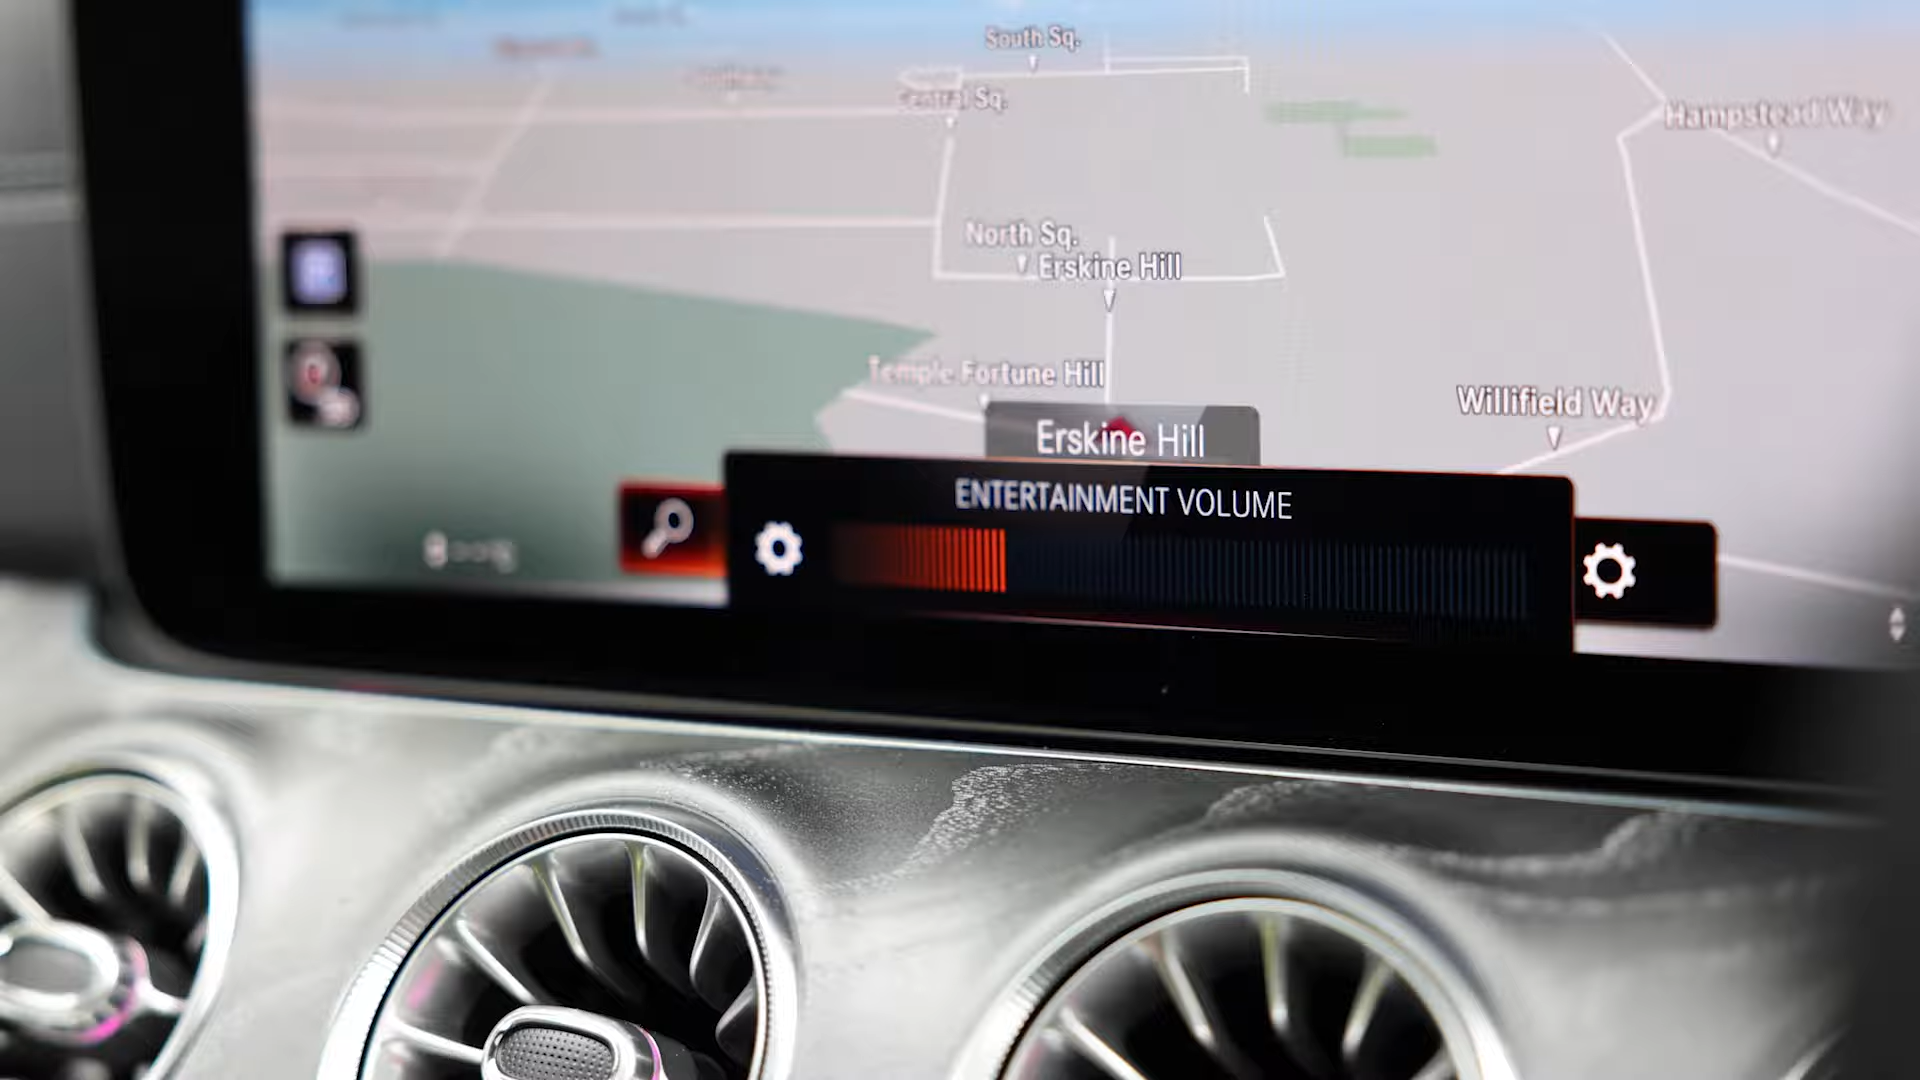 South Sq.
Central Sq.
Hampstead Way
North Sq.
Erskine Hill
Temple Fortune Hill
Willifield Way
Erskine Hill
ENTERTAINMENT VOLUME